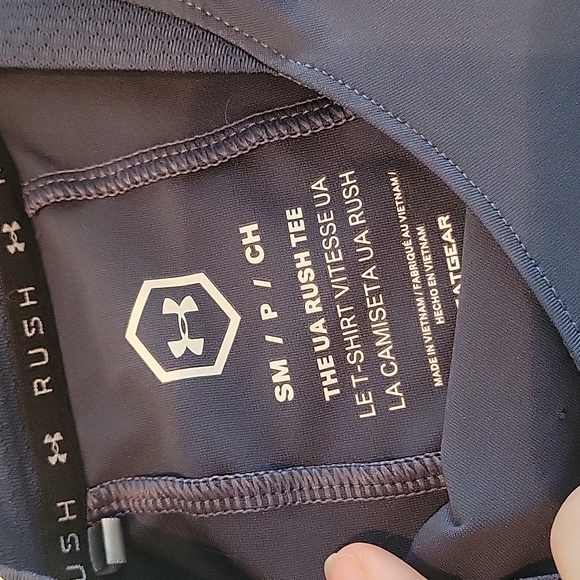 SM / P / CH
THE UA RUSH TEE
LE T-SHIRT VITESSE UA
LA CAMISETA UA RUSH
MADE IN VIETNAM / FABRIQUÉ AU VIETNAM /
HECHO EN VIETNAM
RUSH